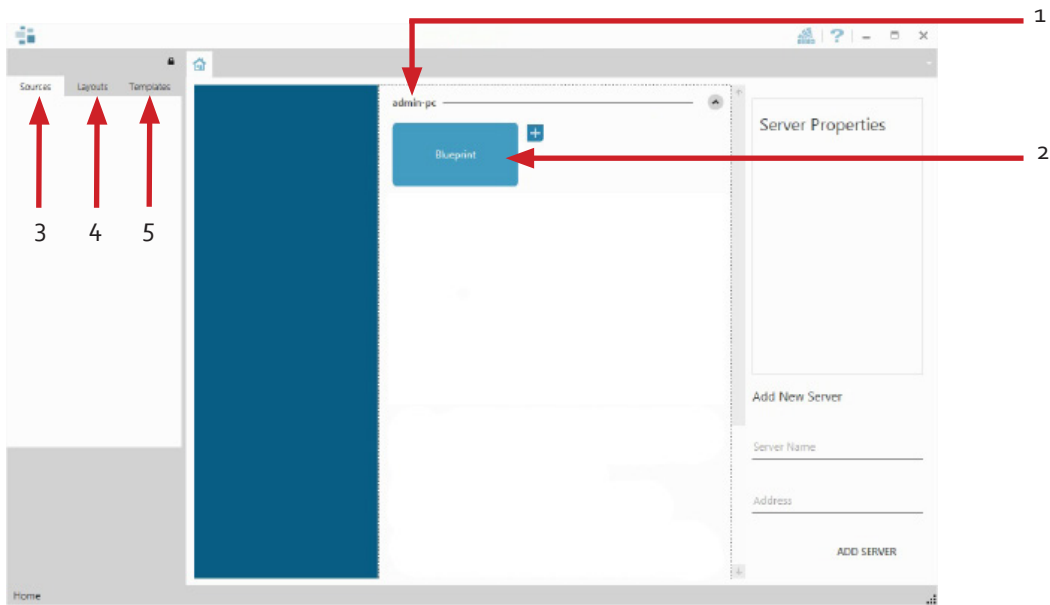 1
?
Sources Layouts Templates
admin-pc
Server Properties
Blueprint
2
3 4 5
Add New Server
Server Name
Address
ADD SERVER
Home